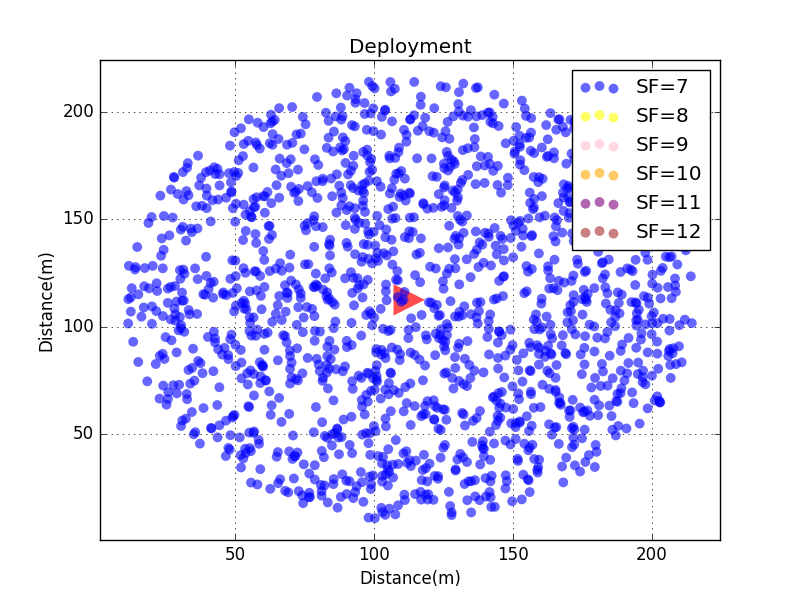 Deployment
SF=7
SF=8
SF=9
SF=10
SF=11
SF=12
200
150
100
50
Distance(m)
50
100
150
200
Distance(m)